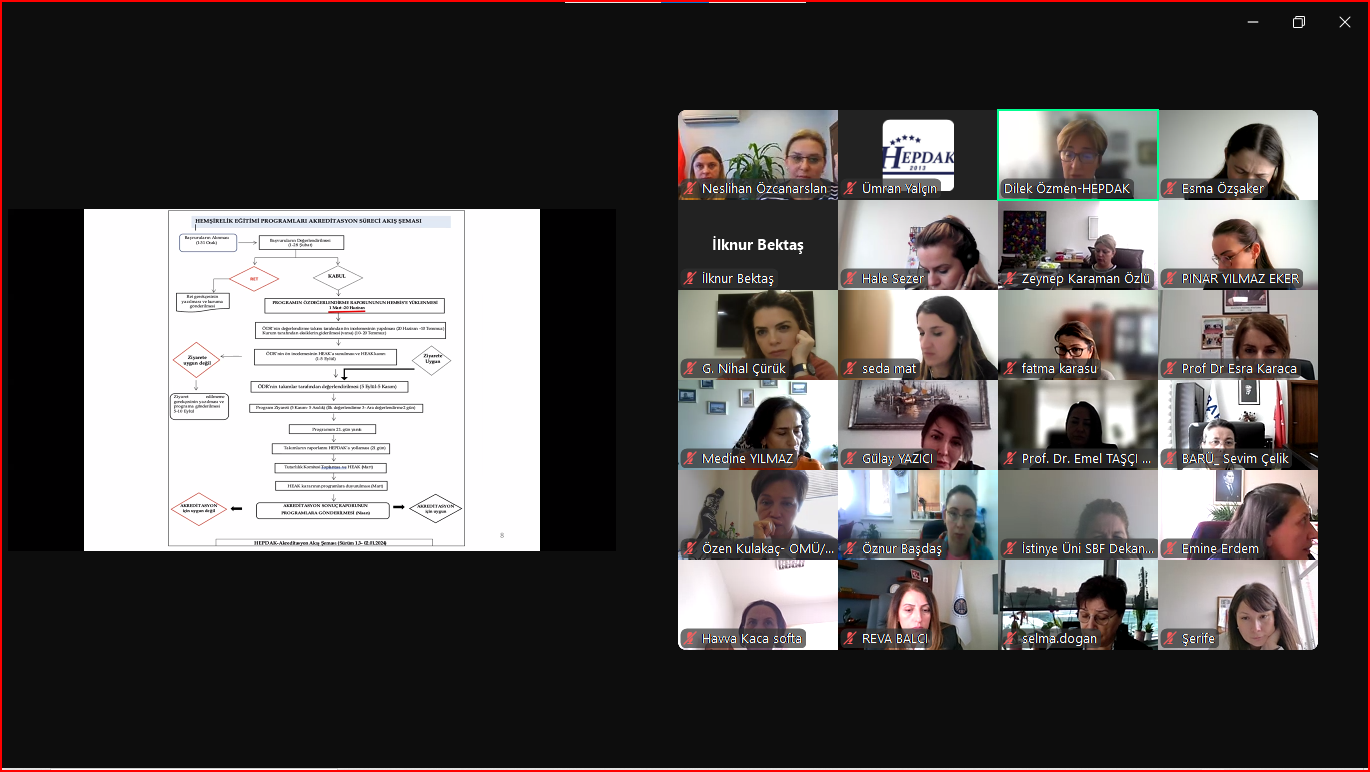 HEMŞİRELİK EĞİTİMİ PROGRAMLARI AKREDİTASYON SÜRECİ AKIŞ ŞEMASI
Başvuruların Alınması
(1-31 Ocak)
Başvuruların Değerlendirilmesi
(1-28 Şubat)
RET
KABUL
Ret gerekçesinin
yazılması ve kuruma
gönderilmesi
PROGRAMIN ÖZDEĞERLENDİRME RAPORUNUNUN HEMED'E YÜKLENMESİ
1 Mart -20 Haziran
ÖDR'nin değerlendirme takımı tarafından ön incelemesinin yapılması (20 Haziran -10 Temmuz)
Kurum tarafından eksiklerin giderilmesi (varsa) (10- 20 Temmuz)
Ziyarete
uygun değil
ÖDR'nin ön incelemesinin HEAK'a sunulması ve HEAK kararı
(1-5 Eylül)
Ziyarete
Uygun
Ziyaret edilmeme
gerekçesinin yazılması ve
programa gönderilmesi
5-10 Eylül
ÖDR'nin takımlar tarafından değerlendirilmesi (5 Eylül-5 Kasım)
Program Ziyareti (5 Kasım- 5 Aralık) (İlk değerlendirme 3- Ara değerlendirme2 gün)
Programın 21. gün yanıtı
Takımların raporlarını HEPDAK'a yollaması (21 gün)
Tutarlılık Komitesi Toplantısı ve HEAK (Mart)
HEAK kararının programlara duyurulması (Mart)
AKREDİTASYON
için uygun değil
AKREDİTASYON SONUÇ RAPORUNUN
PROGRAMLARA GÖNDERİLMESİ (Nisan)
AKREDİTASYON
için uygun
HEPDAK-Akreditasyon Akış Şeması (Sürüm 1.3- 02.01.2024)
8
HEPDAK
2013
Neslihan Özcanarslan
Ümran Yalçın
Dilek Özmen-HEPDAK
Esma Özşaker
İlknur Bektaş
İlknur Bektaş
Hale Sezer
Zeynep Karaman Özlü
PINAR YILMAZ EKER
G. Nihal Çürük
seda mat
fatma karasu
Prof Dr Esra Karaca
Medine YILMAZ
Gülay YAZICI
Prof. Dr. Emel TAŞÇI ...
BARÜ_ Sevim Çelik
Özen Kulakaç- OMÜ/...
Öznur Başdaş
İstinye Üni SBF Dekan...
Emine Erdem
Havva Kaca softa
REVA BALCI
selma.dogan
Şerife